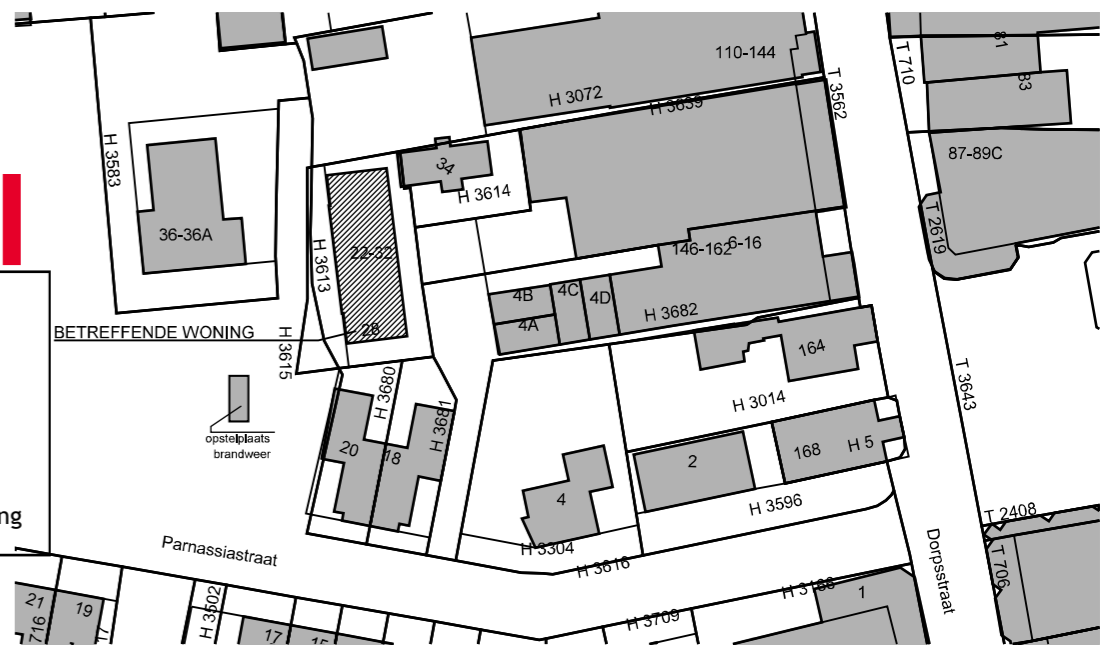 110-144
81
83
T 710
T 3562
H 3072
H 3639
87-89C
H 3583
34
H 3614
36-36A
T 2619
H 3613
22-32
146-162
6-16
4B
4C
4D
4A
H 3682
BETREFFENDE WONING
28
H 3615
164
T 3643
H 3680
H 3681
H 3014
opstelplaats
brandweer
20
18
2
168
H 5
4
H 3596
ng
T 2408
Parnassiastraat
H 3304
H 3616
Dorpsstraat
T 706
H 3188
1
21
19
716
17
H 3502
H 3709
17
15